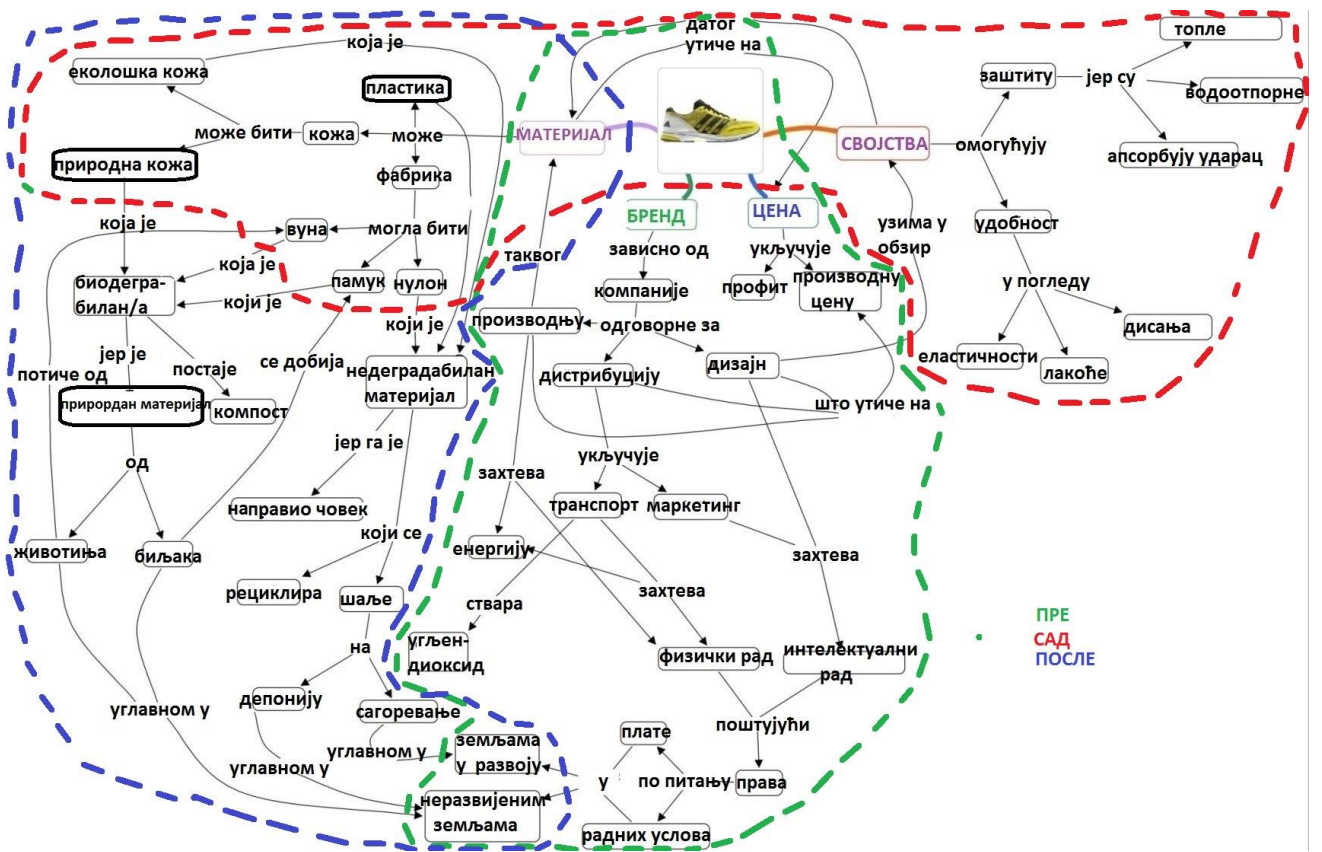 датог
утиче на
која је
топле
еколошка кожа
заштиту
јер су
водоотпорне
пластика
може бити
кожа
може
МАТЕРИЈАЛ
СВОЈСТВА
омогућују
апсорбују ударац
природна кожа
фабрика
која је
вуна
могла бити
БРЕНД
ЦЕНА
узима у
обзир
удобност
која је
таквог
зависно од
укључује
биодегра-
билан/а
који је
памук
нулон
компаније
профит
производну
цену
у погледу
јер је
постаје
се добија
који је
производњу
одговорне за
дисања
потиче од
недеградабилан
материјал
дистрибуцију
дизајн
еластичности
лакоће
прирордан материјал
компост
што утиче на
јер га је
од
захтева
укључује
направио човек
транспорт
маркетинг
животиња
биљака
који се
енергију
захтева
рециклира
шаље
ствара
захтева
ПРЕ
САД
ПОСЛЕ
на
угљен-
диоксид
физички рад
интелектуални
рад
депонију
сагоревање
углавном у
поштујући
углавном у
земљама
у развоју
плате
углавном у
у
по питању
права
неразвијеним
земљама
радних услова